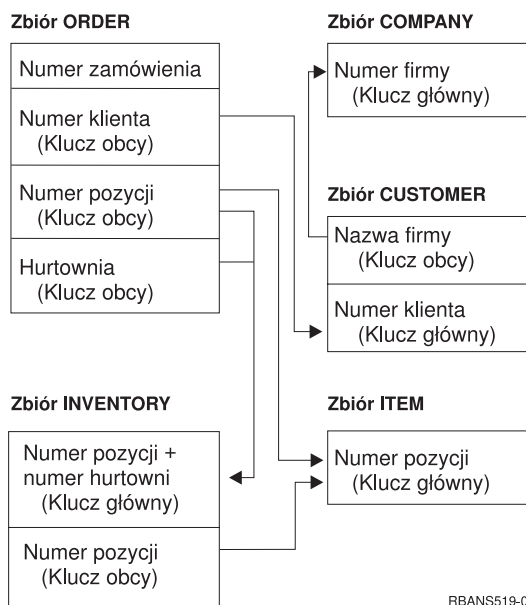 Zbiór ORDER
Numer zamówienia
Numer klienta
(Klucz obcy)
Numer pozycji
(Klucz obcy)
Hurtownia
(Klucz obcy)
Zbiór COMPANY
Numer firmy
(Klucz główny)
Zbiór CUSTOMER
Nazwa firmy
(Klucz obcy)
Numer klienta
(Klucz główny)
Zbiór INVENTORY
Numer pozycji +
numer hurtowni
(Klucz główny)
Numer pozycji
(Klucz obcy)
Zbiór ITEM
Numer pozycji
(Klucz główny)
RBANS519-0